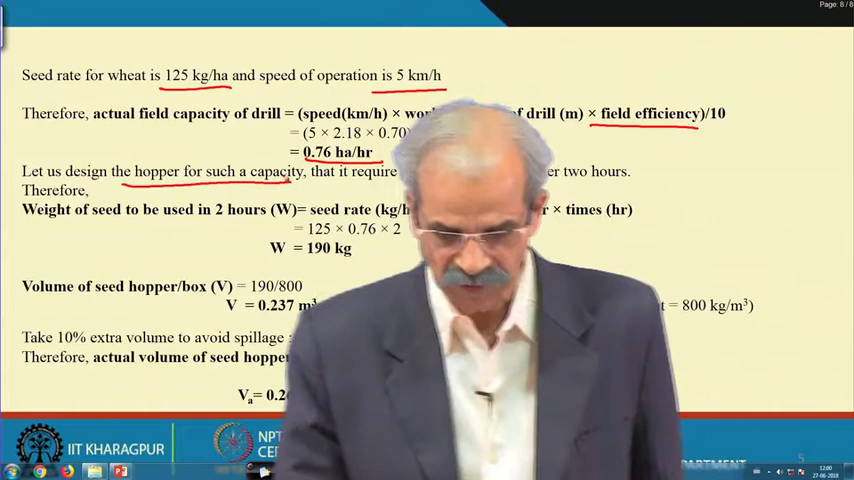 Page: 8 / 8
Seed rate for wheat is 125 kg/ha and speed of operation is 5 km/h
Therefore, actual field capacity of drill = (speed(km/h) × of drill (m) × field efficiency)/10
= (5 × 2.18 × 0.70)
= 0.76 ha/hr
Let us design the hopper for such a capacity, that it require two hours.
Therefore,
Weight of seed to be used in 2 hours (W)= seed rate (kg/h × times (hr)
= 125 × 0.76 × 2
W = 190 kg
Volume of seed hopper/box (V) = 190/800
V = 0.237 m³ = 800 kg/m³)
Take 10% extra volume to avoid spillage
Therefore, actual volume of seed hopper
Va= 0.2
IIT KHARAGPUR
NPT
CE
DEPARTMENT
5
12:00
27-06-2018